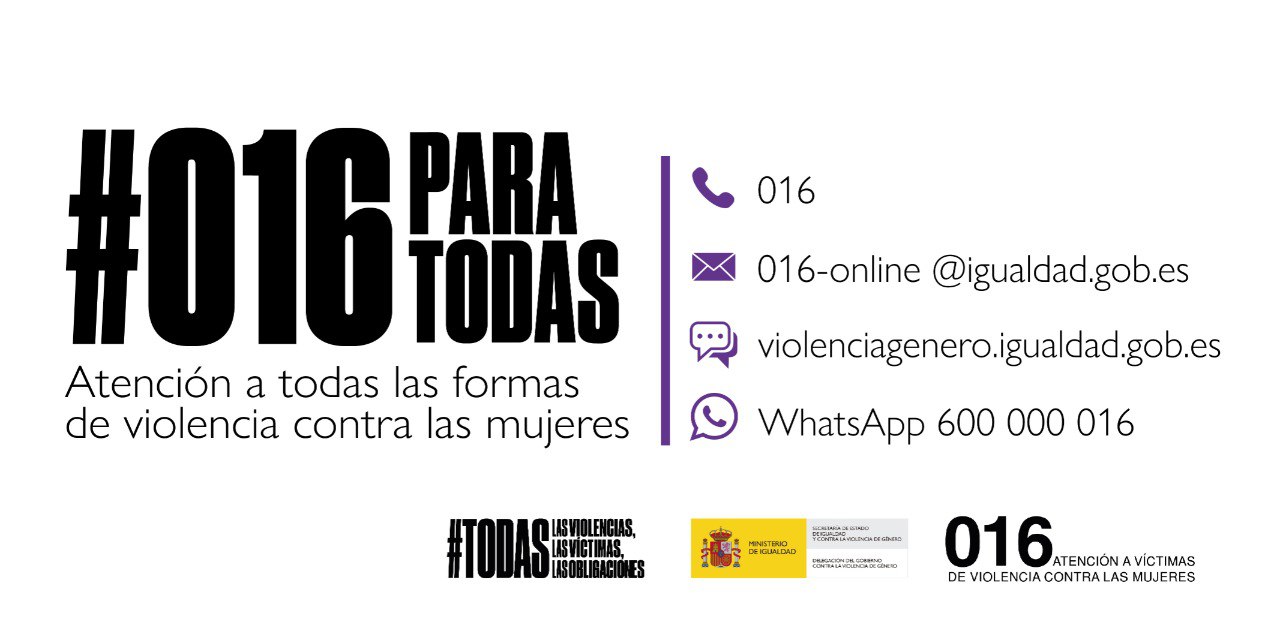 #016 PARA
TODAS
Atención a todas las formas
de violencia contra las mujeres
016
016-online @igualdad.gob.es
violenciagenero.igualdad.gob.es
WhatsApp 600 000 016
#TODAS
LAS VIOLENCIAS,
LAS VÍCTIMAS,
LAS OBLIGACIONES
MINISTERIO
DE IGUALDAD
SECRETARÍA DE ESTADO
DE IGUALDAD
Y CONTRA LA VIOLENCIA DE GÉNERO
DELEGACIÓN DEL GOBIERNO
CONTRA LA VIOLENCIA DE GÉNERO
016 ATENCIÓN A VÍCTIMAS
DE VIOLENCIA CONTRA LAS MUJERES